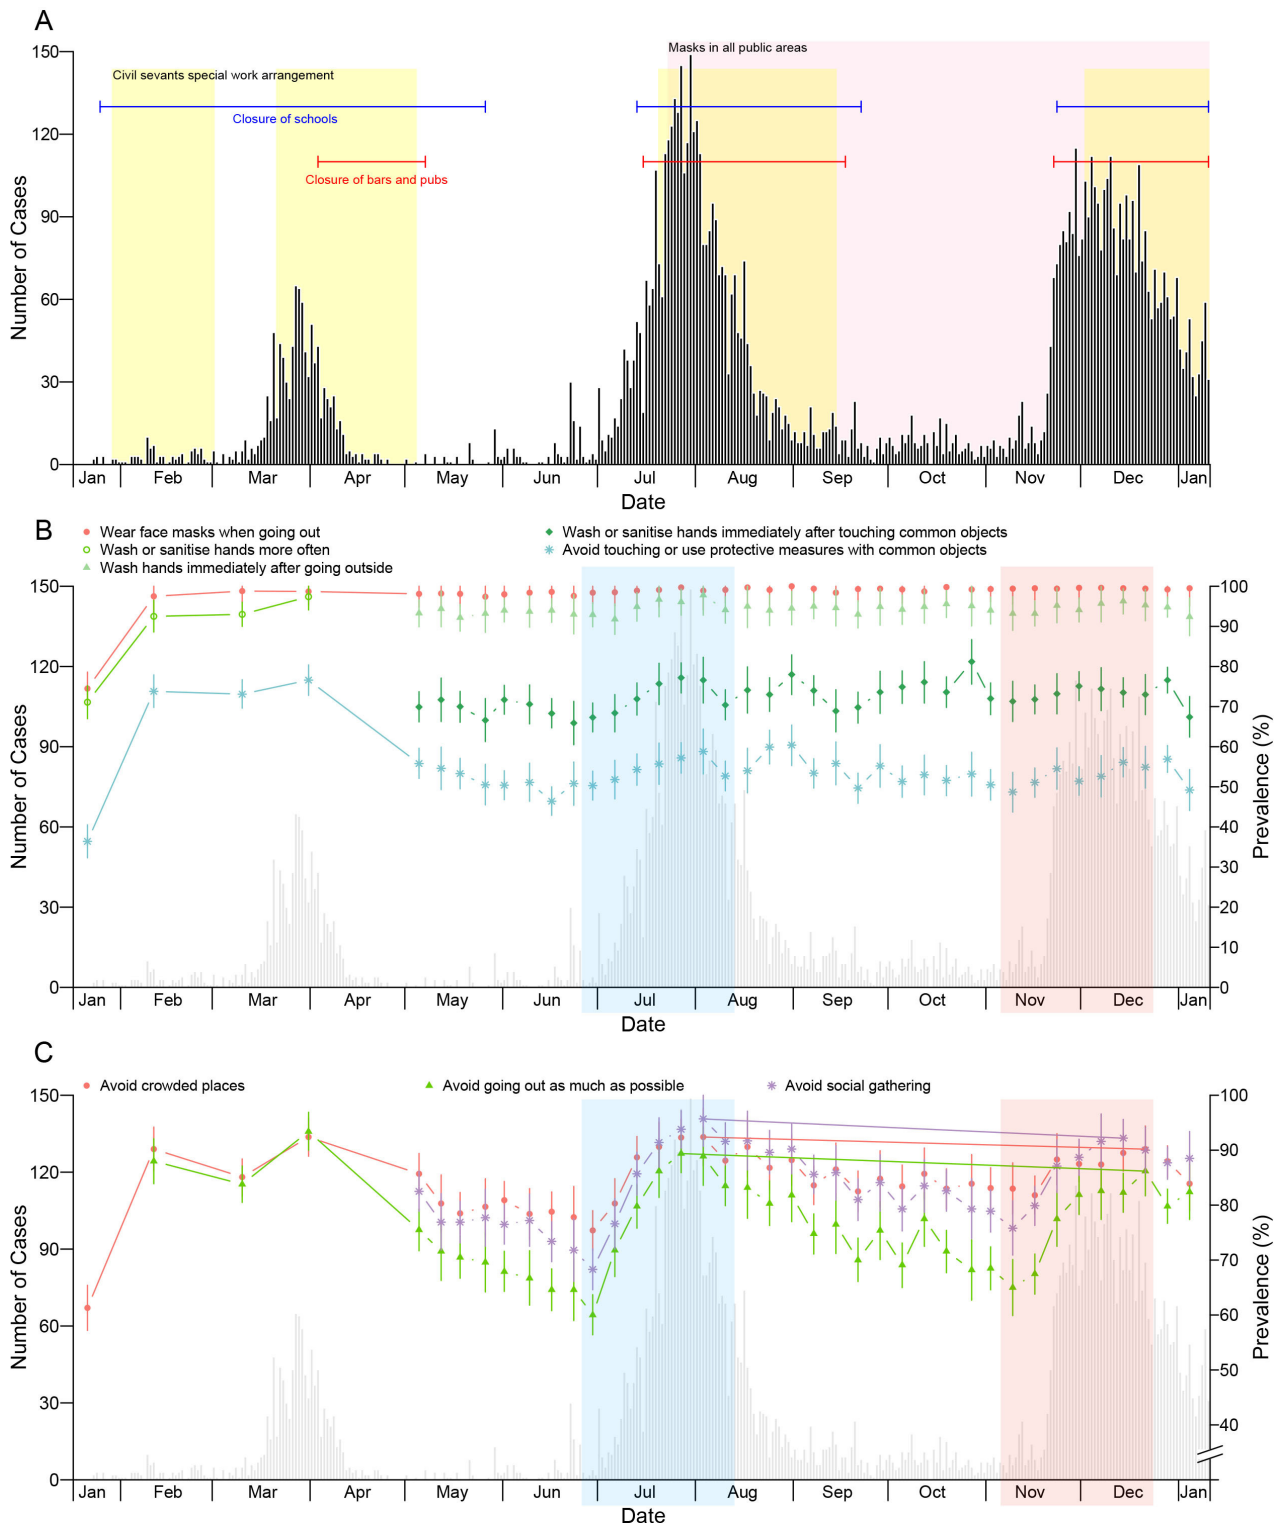 A
Masks in all public areas
Civil sevants special work arrangement
Closure of schools
Closure of bars and pubs
150
120
90
60
30
0
Number of Cases
Jan Feb Mar Apr May Jun Jul Aug Sep Oct Nov Dec Jan
Date
B
Wear face masks when going out
Wash or sanitise hands more often
Wash hands immediately after going outside
Wash or sanitise hands immediately after touching common objects
Avoid touching or use protective measures with common objects
150
120
90
60
30
0
Number of Cases
100
90
80
70
60
50
40
30
20
10
0
Prevalence (%)
Jan Feb Mar Apr May Jun Jul Aug Sep Oct Nov Dec Jan
Date
C
Avoid crowded places
Avoid going out as much as possible
Avoid social gathering
150
120
90
60
30
0
Number of Cases
100
90
80
70
60
50
40
Prevalence (%)
Jan Feb Mar Apr May Jun Jul Aug Sep Oct Nov Dec Jan
Date